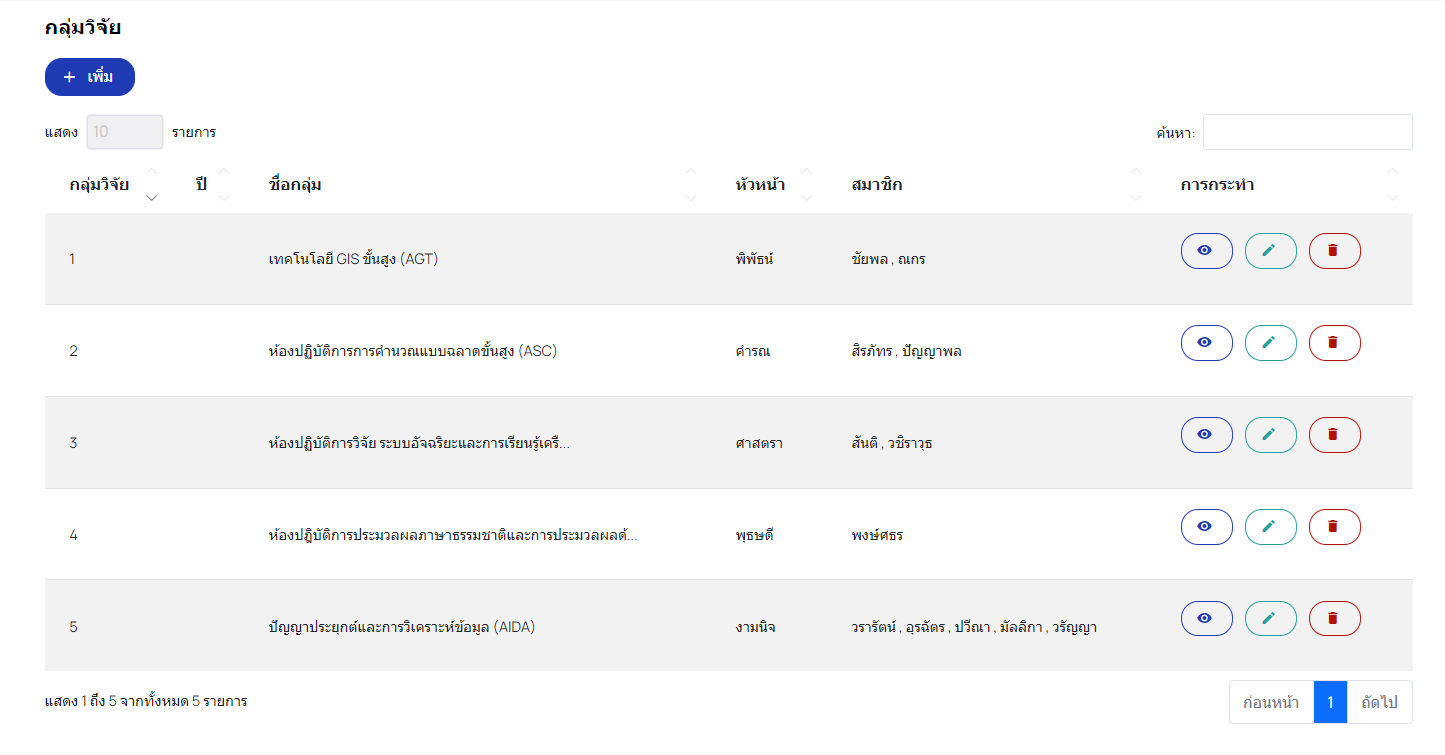 กลุ่มวิจัย
+ เพิ่ม
แสดง 10 รายการ ค้นหา:
กลุ่มวิจัย ปี ชื่อกลุ่ม หัวหน้า สมาชิก การกระทำ
1 เทคโนโลยี GIS ขั้นสูง (AGT) พิพัธน์ ชัยพล , ณกร
2 ห้องปฏิบัติการการคำนวณแบบฉลาดขั้นสูง (ASC) คำรณ สิรภัทร , ปัญญาพล
3 ห้องปฏิบัติการวิจัย ระบบอัจฉริยะและการเรียนรู้เครื่... ศาสตรา สันติ , วชิราวุธ
4 ห้องปฎิบัติการประมวลผลภาษาธรรมชาติและการประมวลผลด้... พุธษดี พงษ์ศธร
5 ปัญญาประยุกต์และการวิเคราะห์ข้อมูล (AIDA) งามนิจ วรารัตน์ , อุรฉัตร , ปวีณา , มัลลิกา , วรัญญา
แสดง 1 ถึง 5 จากทั้งหมด 5 รายการ ก่อนหน้า 1 ถัดไป